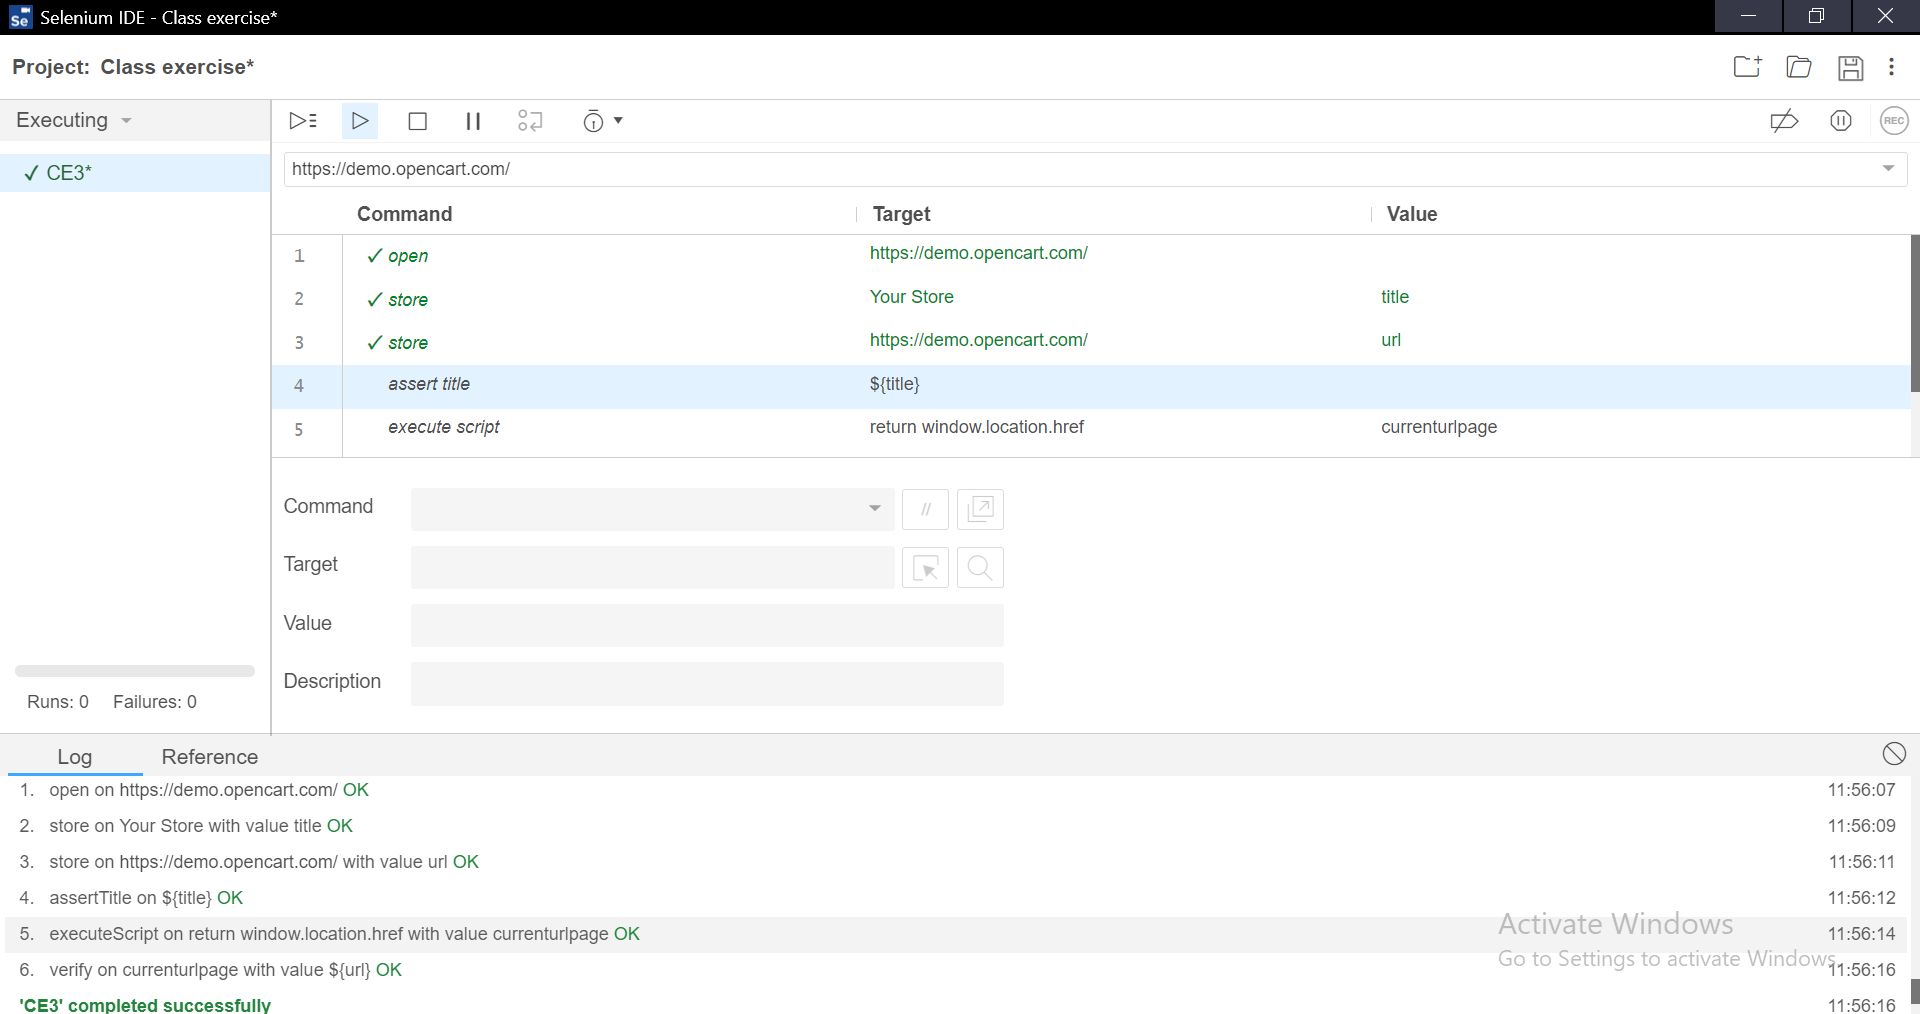 Se Selenium IDE - Class exercise*
Project: Class exercise*
Executing
REC
✓ CE3*
https://demo.opencart.com/
Command Target Value
1 ✓ open https://demo.opencart.com/
2 ✓ store Your Store title
3 ✓ store https://demo.opencart.com/ url
4 assert title ${title}
5 execute script return window.location.href currenturlpage
Command //
Target
Value
Description
Runs: 0 Failures: 0
Log Reference
1. open on https://demo.opencart.com/ OK 11:56:07
2. store on Your Store with value title OK 11:56:09
3. store on https://demo.opencart.com/ with value url OK 11:56:11
4. assertTitle on ${title} OK 11:56:12
5. executeScript on return window.location.href with value currenturlpage OK 11:56:14
6. verify on currenturlpage with value ${url} OK 11:56:16
'CE3' completed successfully 11:56:16
Activate Windows
Go to Settings to activate Windows.